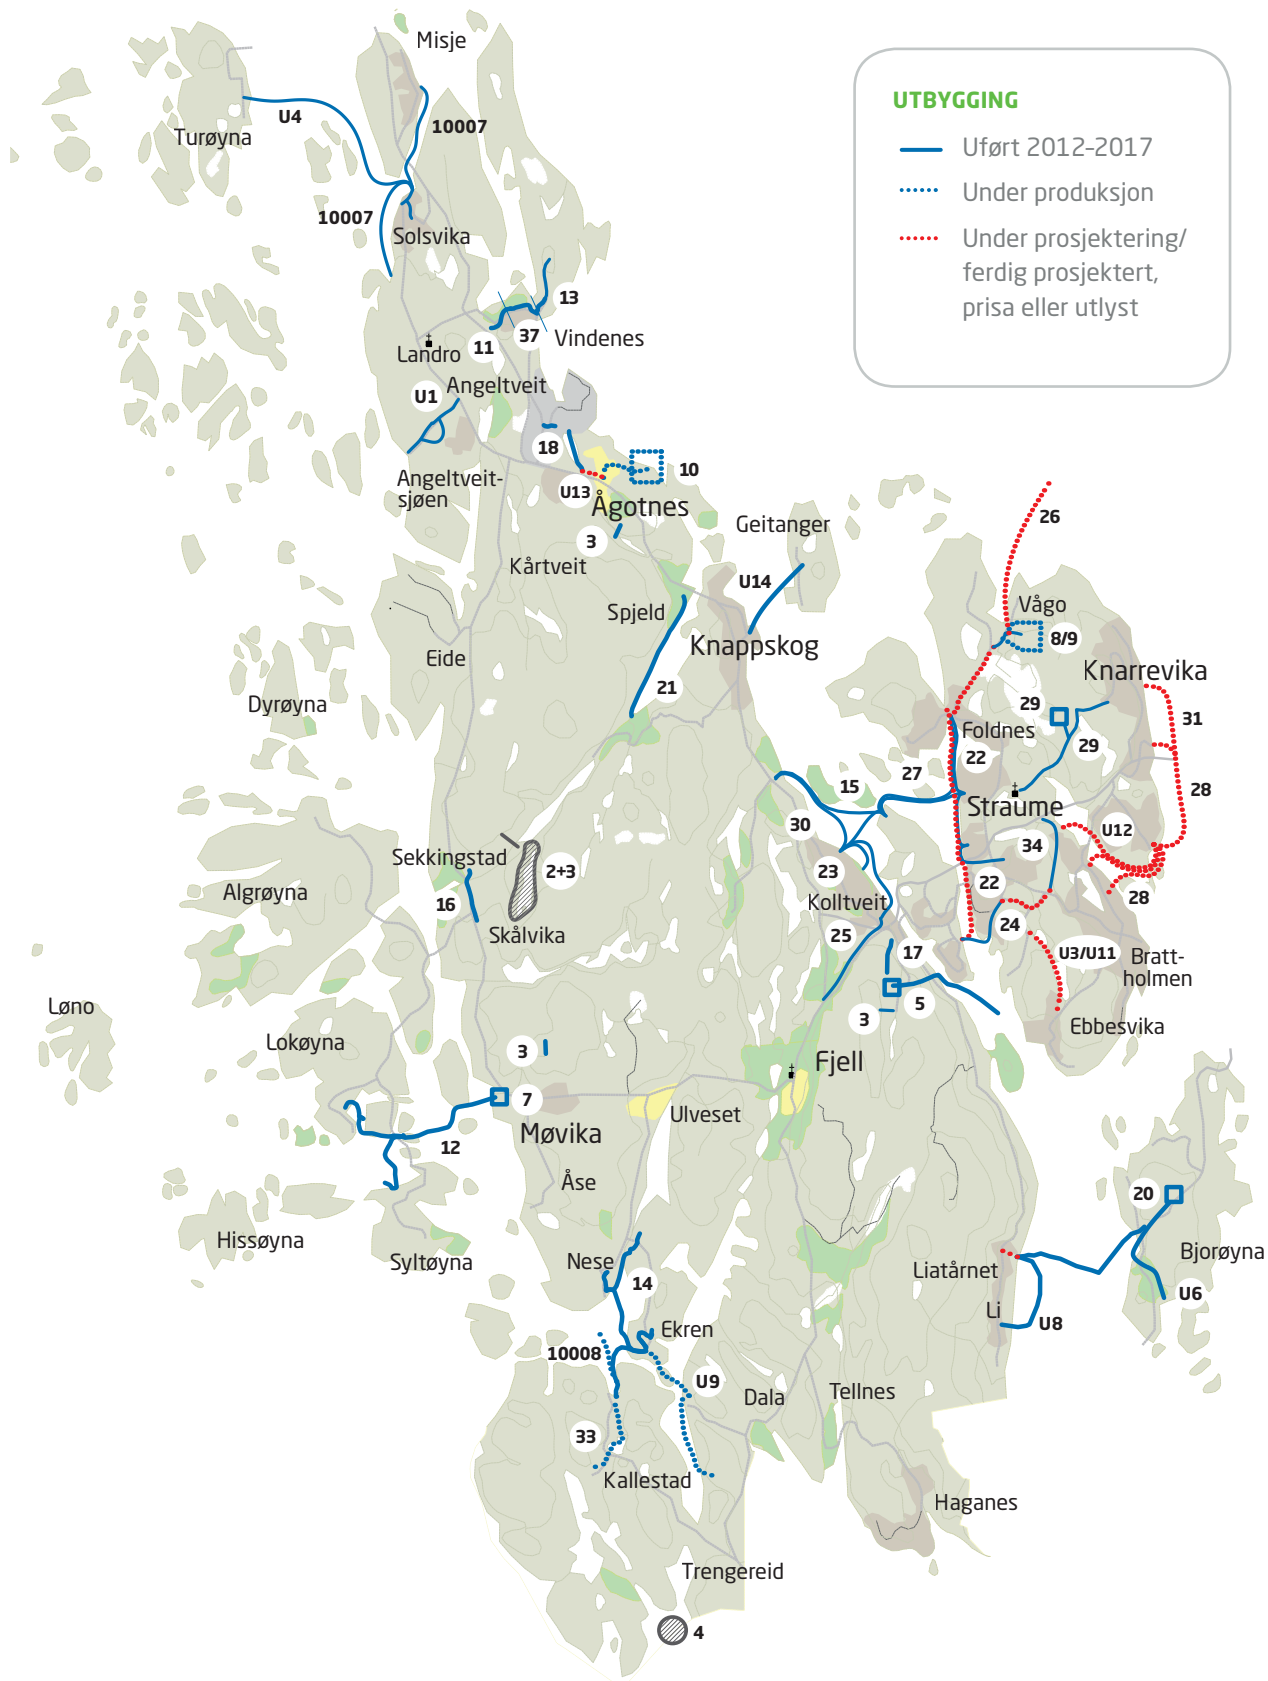 Misje
UTBYGGING
Uført 2012–2017
Under produksjon
Under prosjektering/
ferdig prosjektert,
prisa eller utlyst
U4
10007
Turøyna
10007
Solsvika
13
37
Vindenes
11
Landro
Angeltveit
U1
18
Angeltveit-
sjøen
10
U13
Ågotnes
3
Geitanger
26
Kårtveit
U14
Spjeld
Vågo
8/9
Knappskog
Eide
Knarrevika
21
Dyrøyna
29
31
Foldnes
22
29
27
15
28
Straume
30
U12
34
Sekkingstad
2+3
23
22
Algrøyna
28
16
Kolltveit
24
Skålvika
25
17
U3/U11
Bratt-
holmen
Løno
5
3
Ebbesvika
Lokøyna
3
Fjell
7
Ulveset
Møvika
12
Åse
20
Hissøyna
Bjorøyna
Syltøyna
Nese
Liatårnet
14
U6
Li
U8
Ekren
10008
U9
Dala
Tellnes
33
Kallestad
Haganes
Trengereid
4